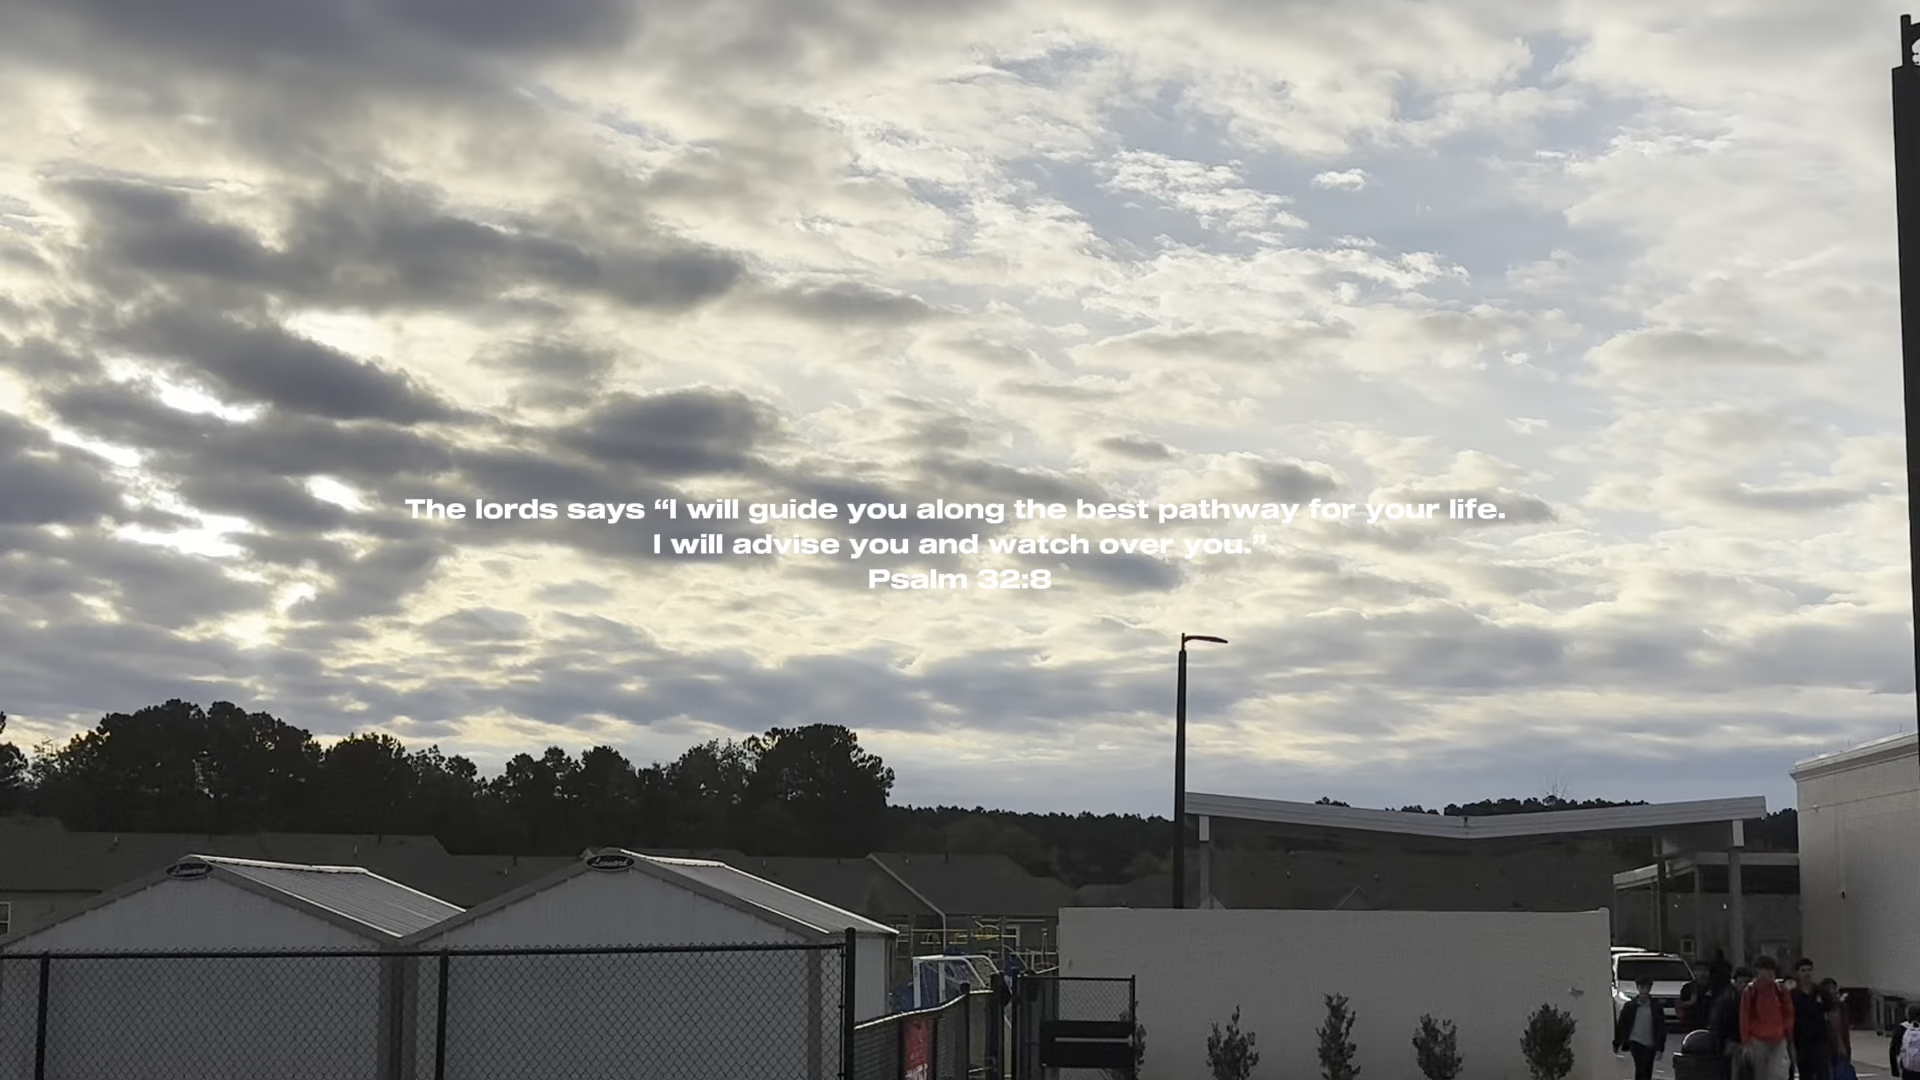 The lords says “I will guide you along the best pathway for your life.
I will advise you and watch over you.”
Psalm 32:8